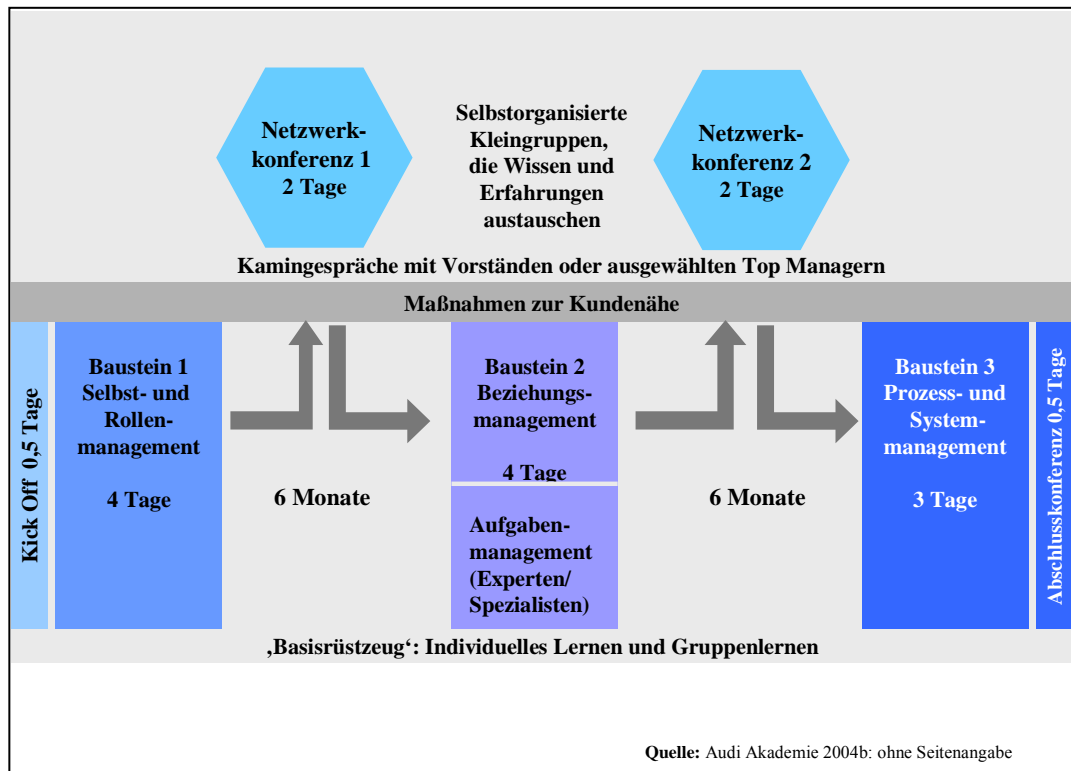 Netzwerk-
konferenz 1
2 Tage
Selbstorganisierte
Kleingruppen,
die Wissen und
Erfahrungen
austauschen
Netzwerk-
konferenz 2
2 Tage
Kamingespräche mit Vorständen oder ausgewählten Top Managern
Maßnahmen zur Kundenähe
Kick Off 0,5 Tage
Baustein 1
Selbst- und
Rollen-
management
4 Tage
6 Monate
Baustein 2
Beziehungs-
management
4 Tage
Aufgaben-
management
(Experten/
Spezialisten)
6 Monate
Baustein 3
Prozess- und
System-
management
3 Tage
Abschlusskonferenz 0,5 Tage
‚Basisrüstzeug‘: Individuelles Lernen und Gruppenlernen
Quelle: Audi Akademie 2004b: ohne Seitenangabe